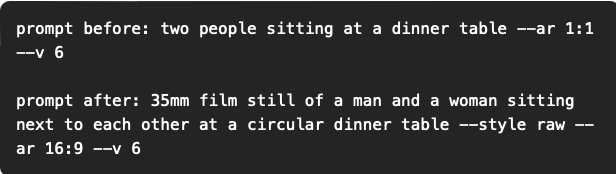 prompt before: two people sitting at a dinner table --ar 1:1
--v 6
prompt after: 35mm film still of a man and a woman sitting
next to each other at a circular dinner table --style raw --
ar 16:9 --v 6